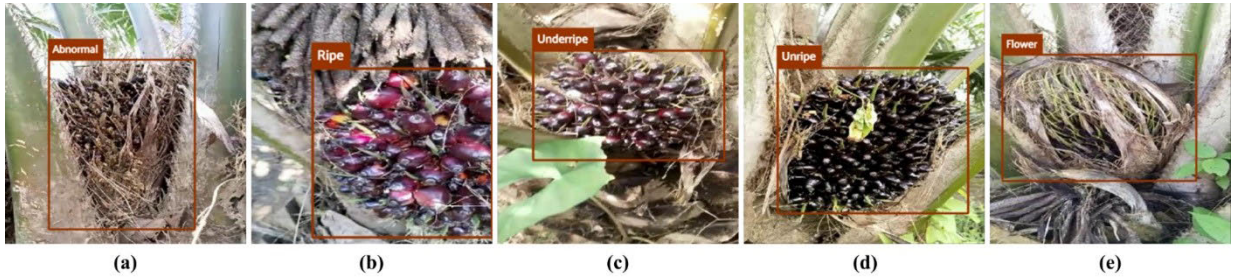 Abnormal
Ripe
Underripe
Unripe
Flower
(a)
(b)
(c)
(d)
(e)